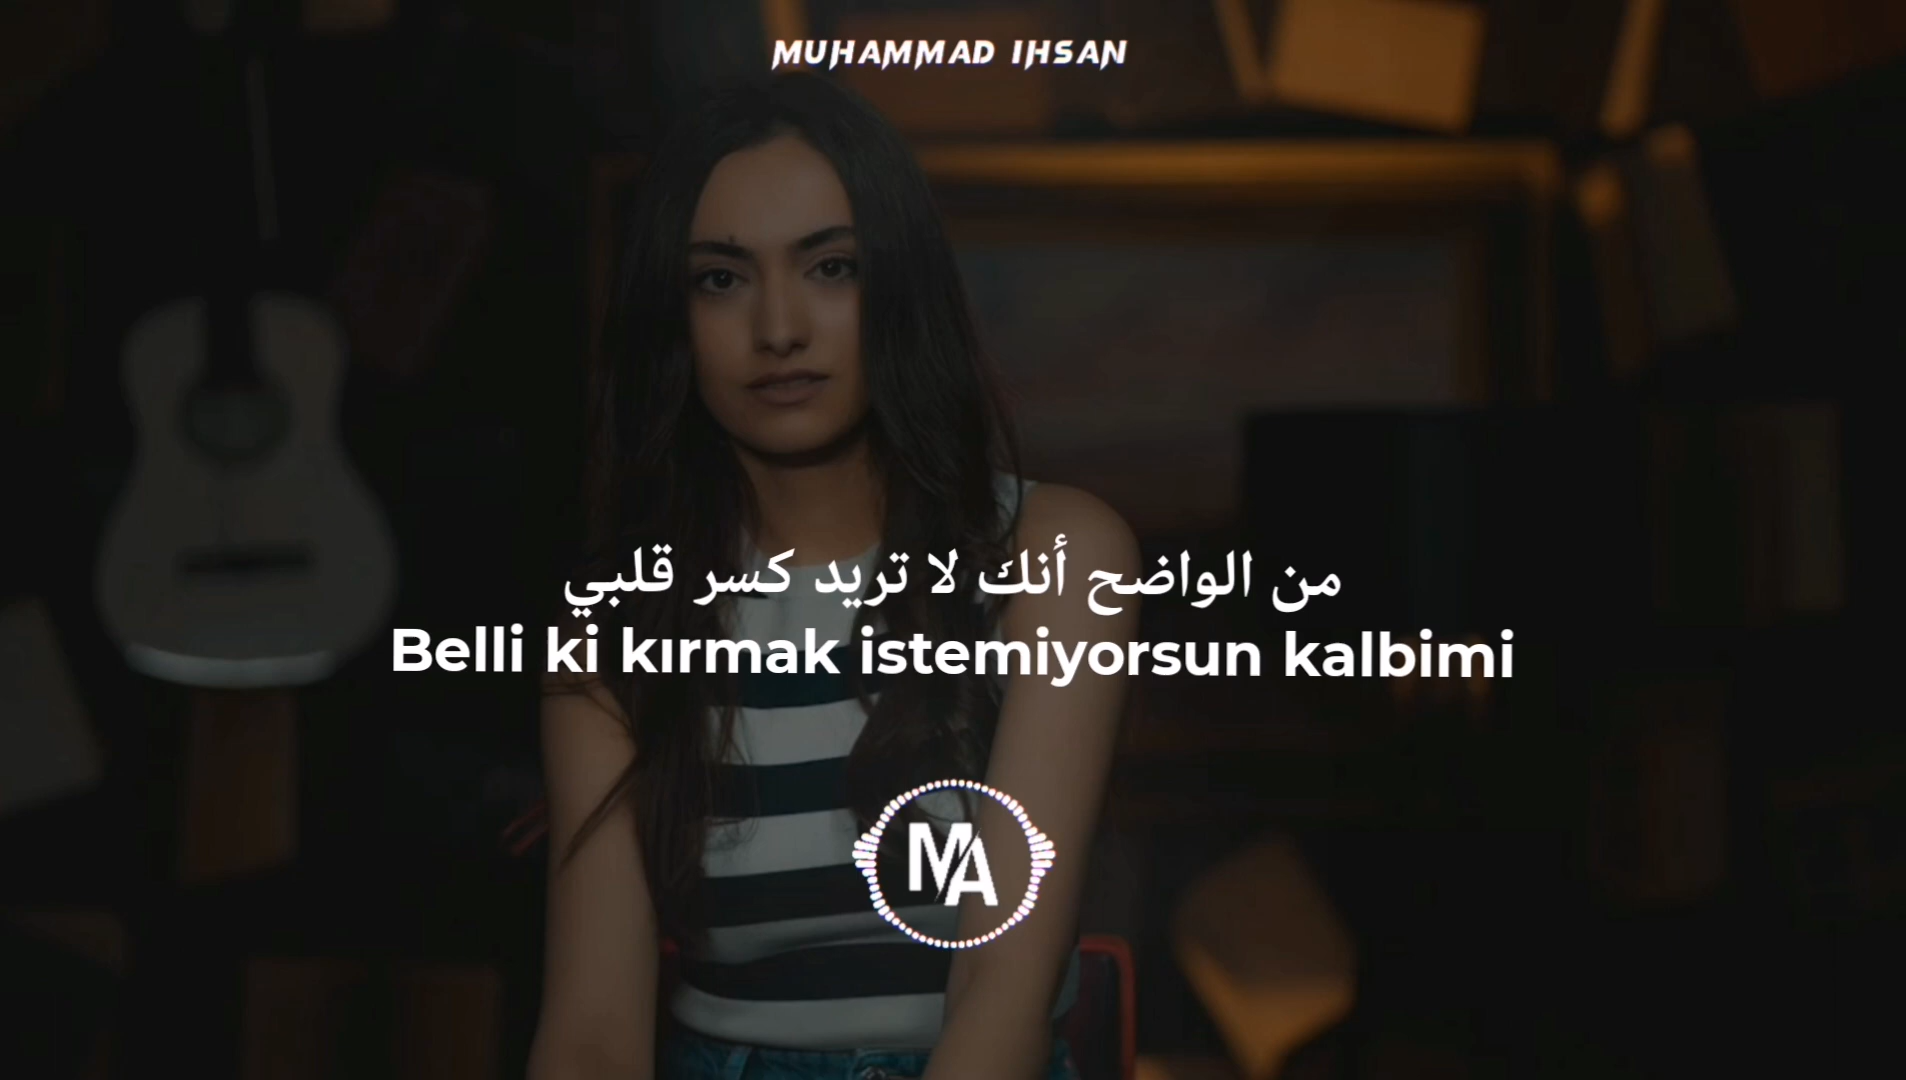 MUHAMMAD IHSAN
من الواضح أنك لا تريد كسر قلبي
Belli ki kırmak istemiyorsun kalbimi
MA